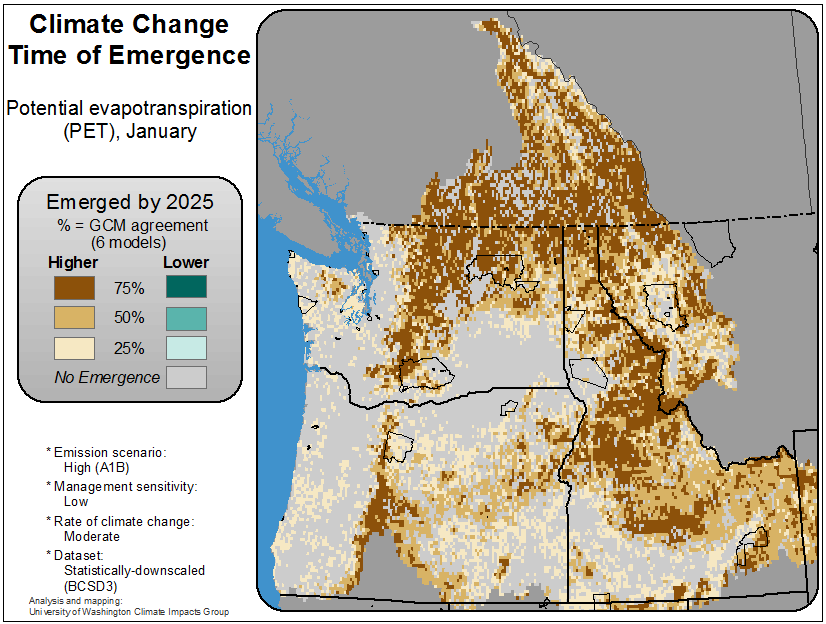 Climate Change
Time of Emergence
Potential evapotranspiration
(PET), January
Emerged by 2025
% = GCM agreement
(6 models)
Higher Lower
75%
50%
25%
No Emergence
* Emission scenario:
High (A1B)
* Management sensitivity:
Low
* Rate of climate change:
Moderate
* Dataset:
Statistically-downscaled
(BCSD3)
Analysis and mapping:
University of Washington Climate Impacts Group